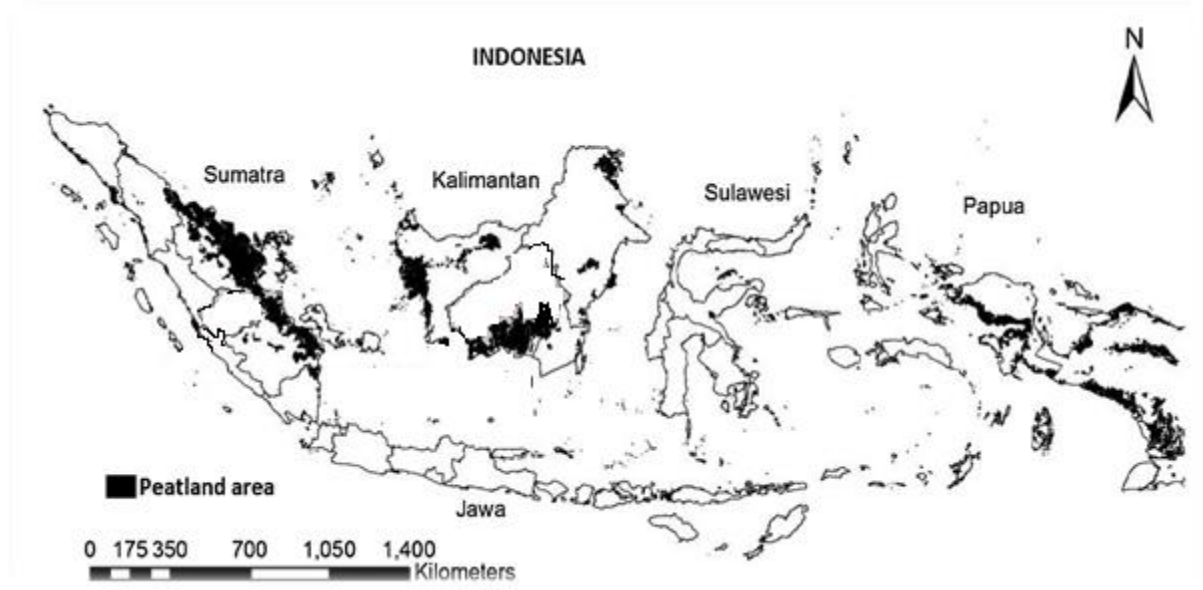 INDONESIA
N
Sumatra
Kalimantan
Sulawesi
Papua
Peatland area
Jawa
0 175 350 700 1,050 1,400
Kilometers